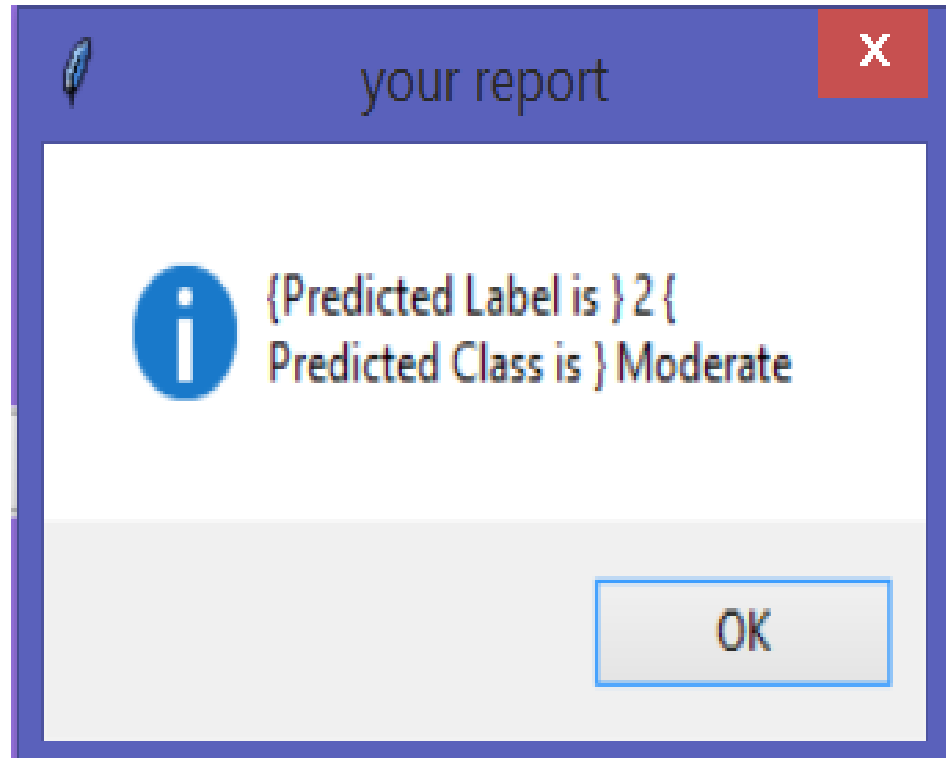 your report
X
{Predicted Label is } 2 {
Predicted Class is } Moderate
OK